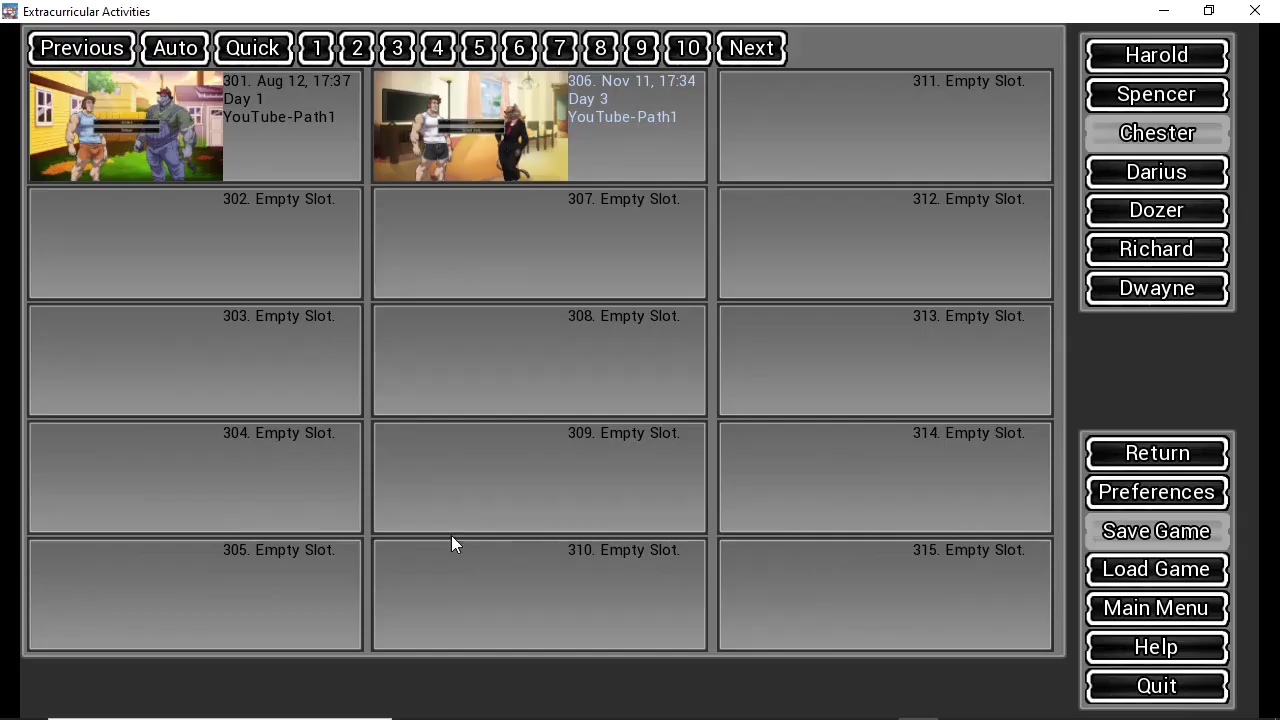 Extracurricular Activities
Previous Auto Quick 1 2 3 4 5 6 7 8 9 10 Next
301. Aug 12, 17:37
Day 1
YouTube-Path1
306. Nov 11, 17:34
Day 3
YouTube-Path1
311. Empty Slot.
302. Empty Slot.
307. Empty Slot.
312. Empty Slot.
303. Empty Slot.
308. Empty Slot.
313. Empty Slot.
304. Empty Slot.
309. Empty Slot.
314. Empty Slot.
305. Empty Slot.
310. Empty Slot.
315. Empty Slot.
Harold
Spencer
Chester
Darius
Dozer
Richard
Dwayne
Return
Preferences
Save Game
Load Game
Main Menu
Help
Quit